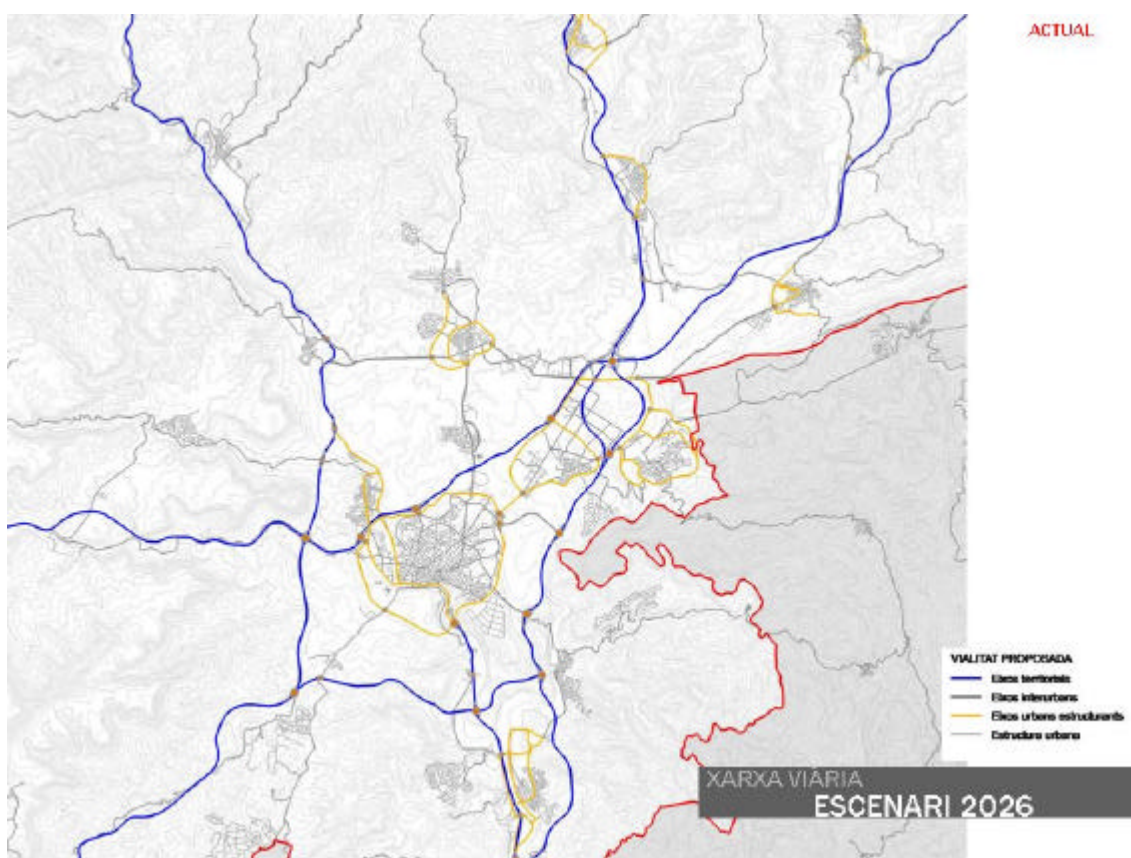 ACTUAL
VIALITAT PROPOSADA
Eixos territorials
Eixos interurbans
Eixos urbans estructurants
Estructura urbana
XARXA VIÀRIA
ESCENARI 2026